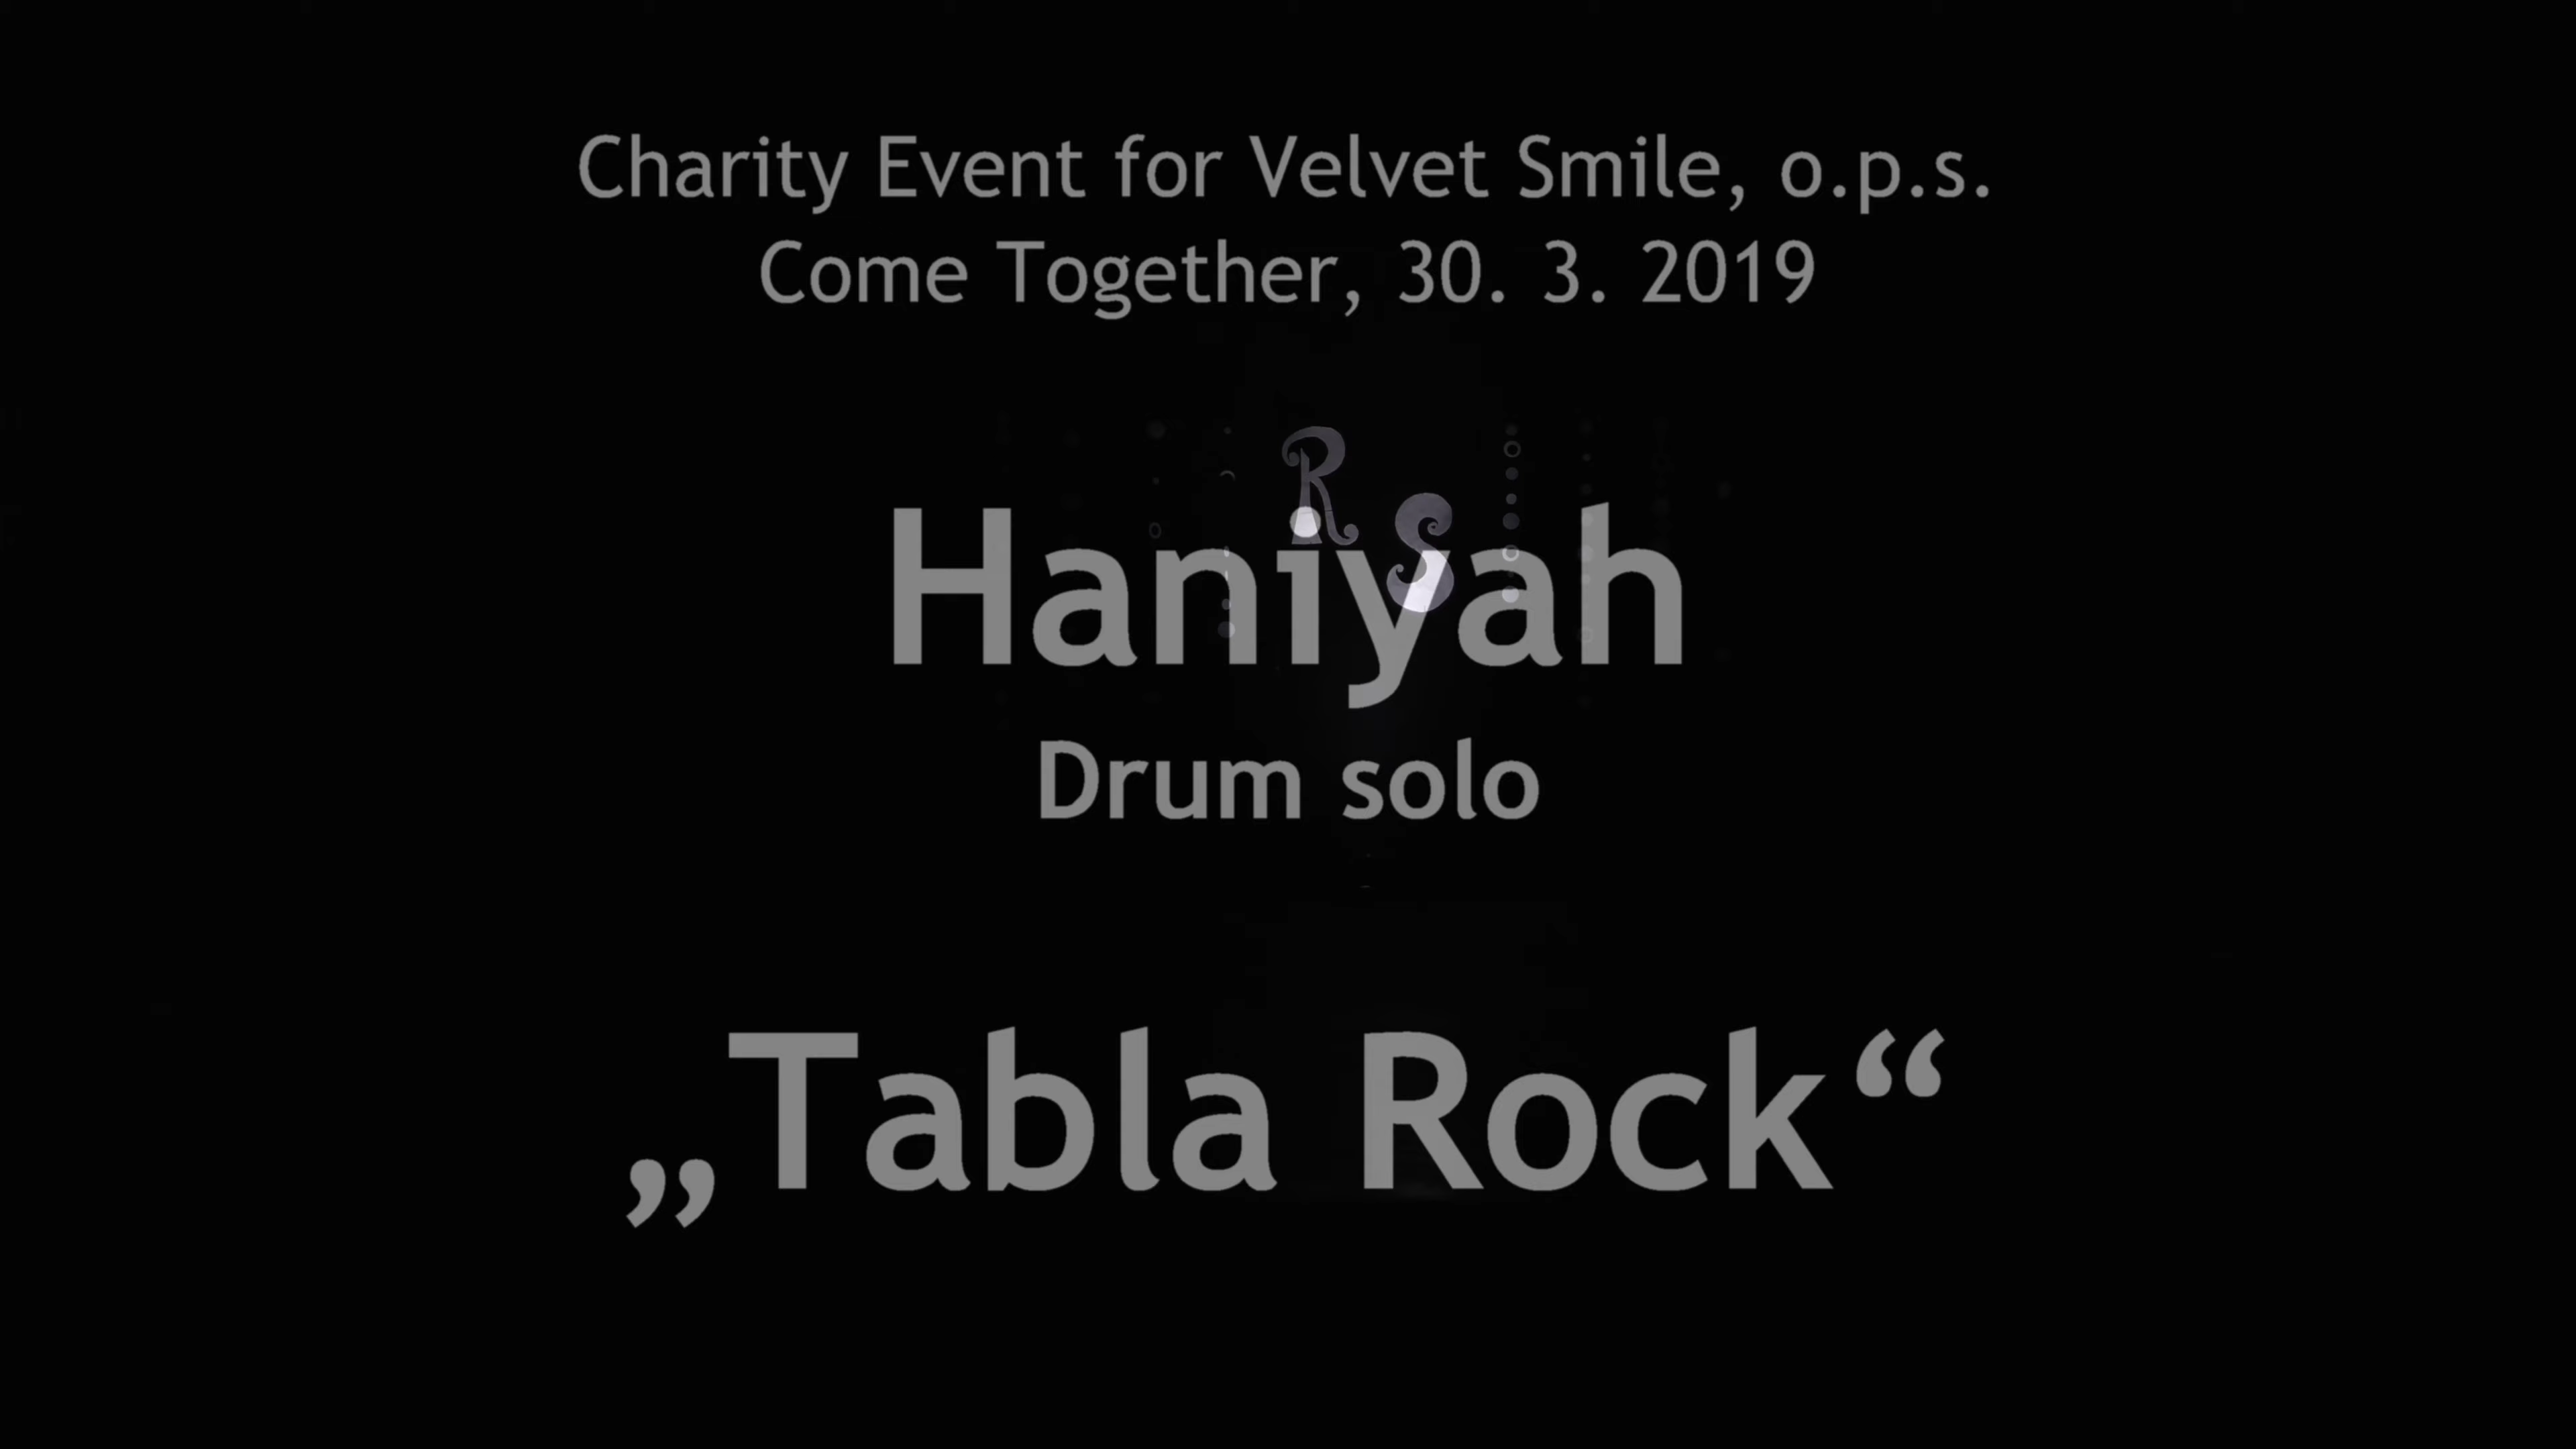 Charity Event for Velvet Smile, o.p.s.
Come Together, 30. 3. 2019
R
S
Haniyah
Drum solo
„Tabla Rock“